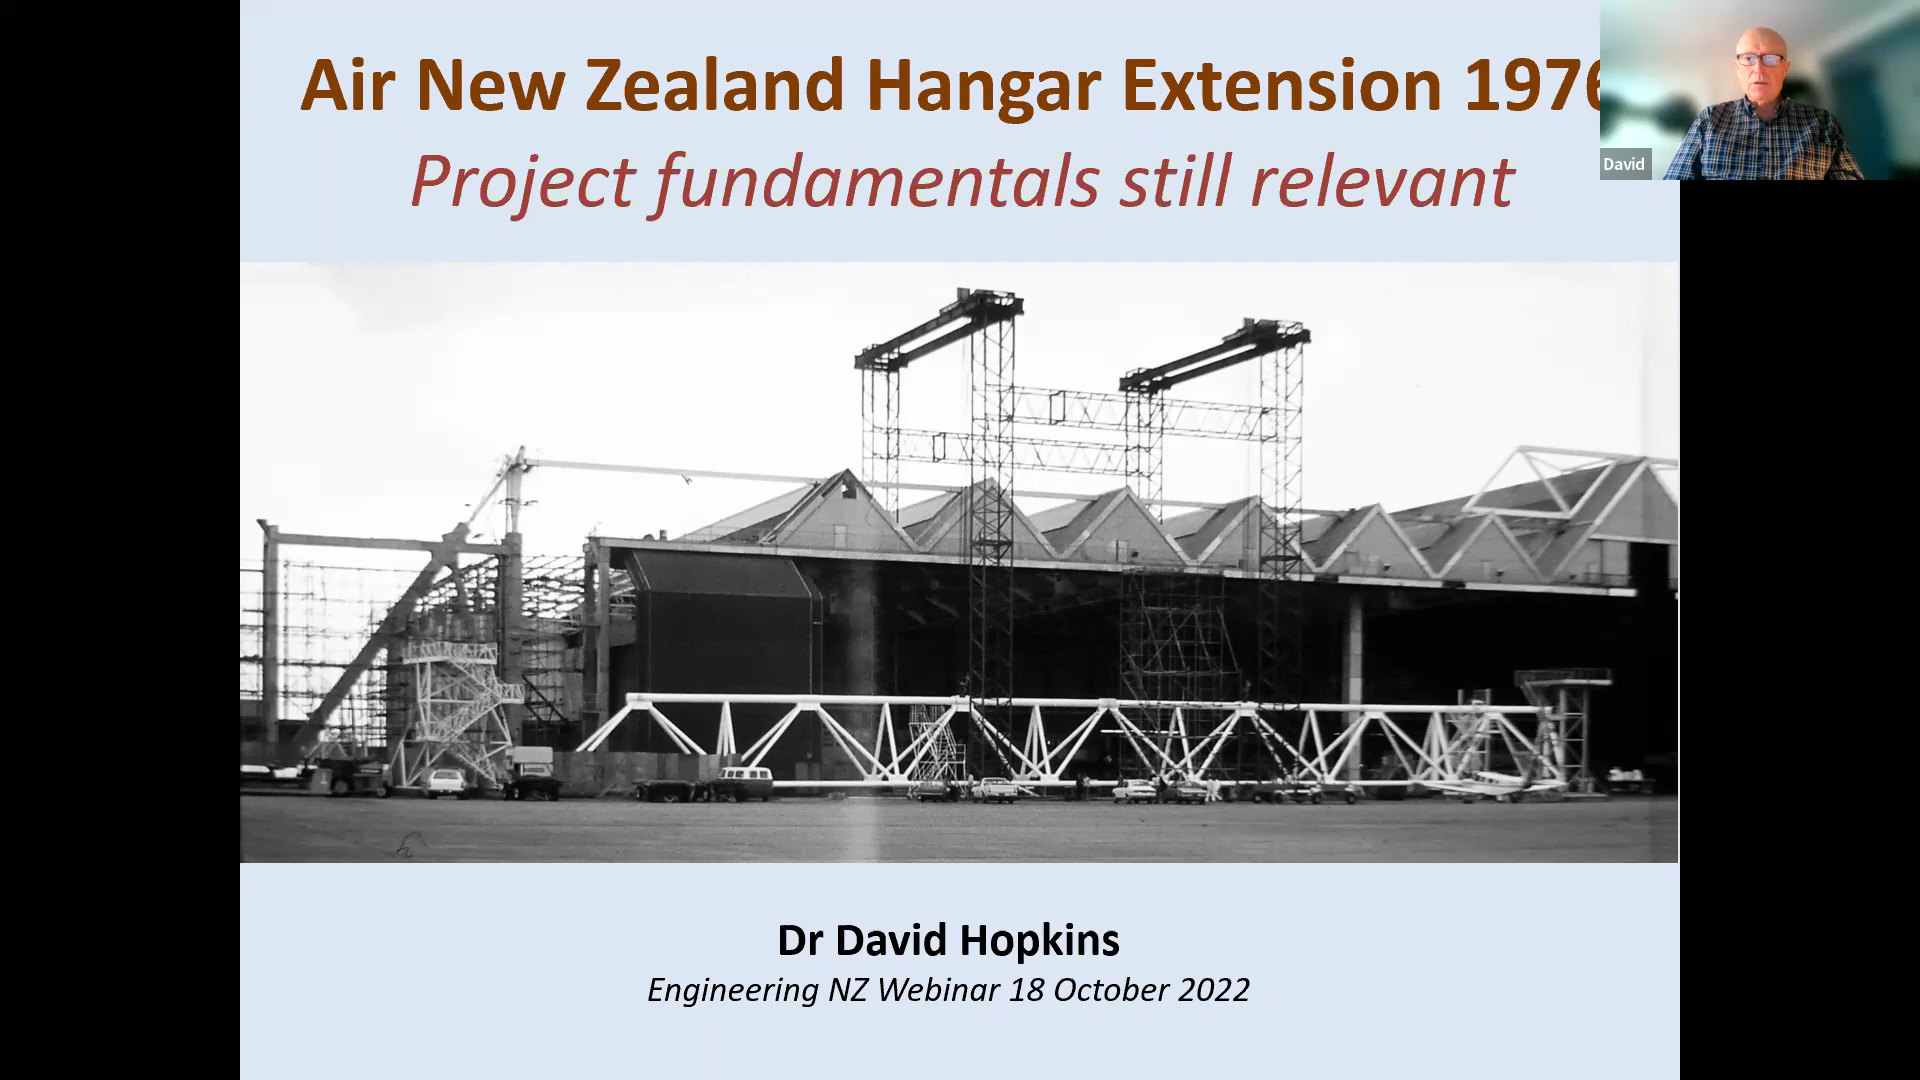 Air New Zealand Hangar Extension 1976
Project fundamentals still relevant
David
Dr David Hopkins
Engineering NZ Webinar 18 October 2022